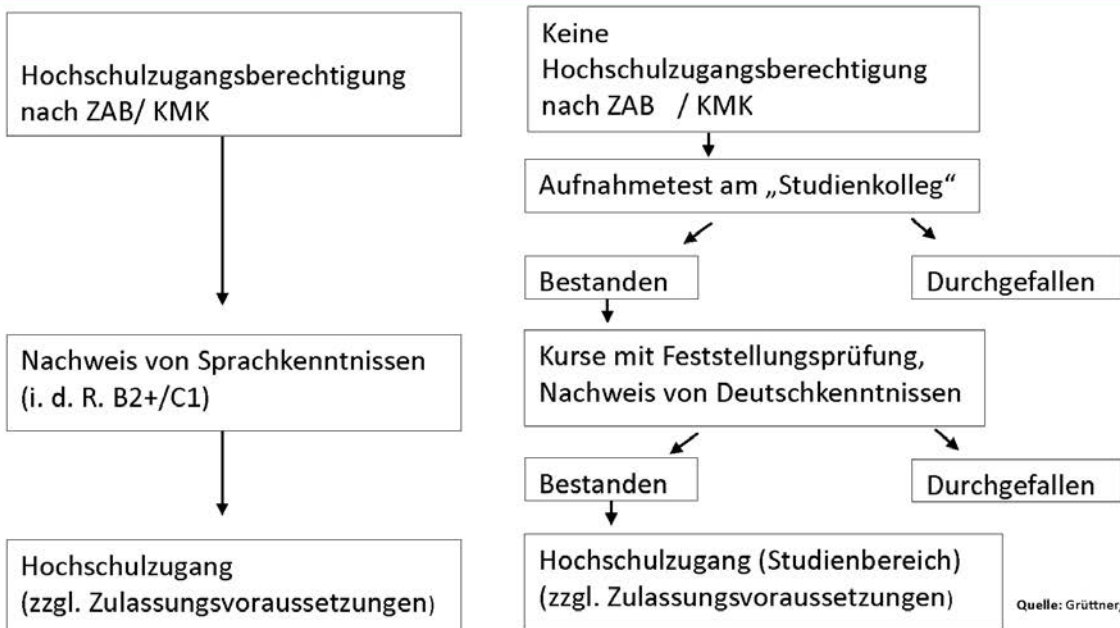 Hochschulzugangsberechtigung
nach ZAB/ KMK
Nachweis von Sprachkenntnissen
(i. d. R. B2+/C1)
Hochschulzugang
(zzgl. Zulassungsvoraussetzungen)
Keine
Hochschulzugangsberechtigung
nach ZAB / KMK
Aufnahmetest am „Studienkolleg“
Bestanden
Durchgefallen
Kurse mit Feststellungsprüfung,
Nachweis von Deutschkenntnissen
Bestanden
Durchgefallen
Hochschulzugang (Studienbereich)
(zzgl. Zulassungsvoraussetzungen)
Quelle: Grüttner,